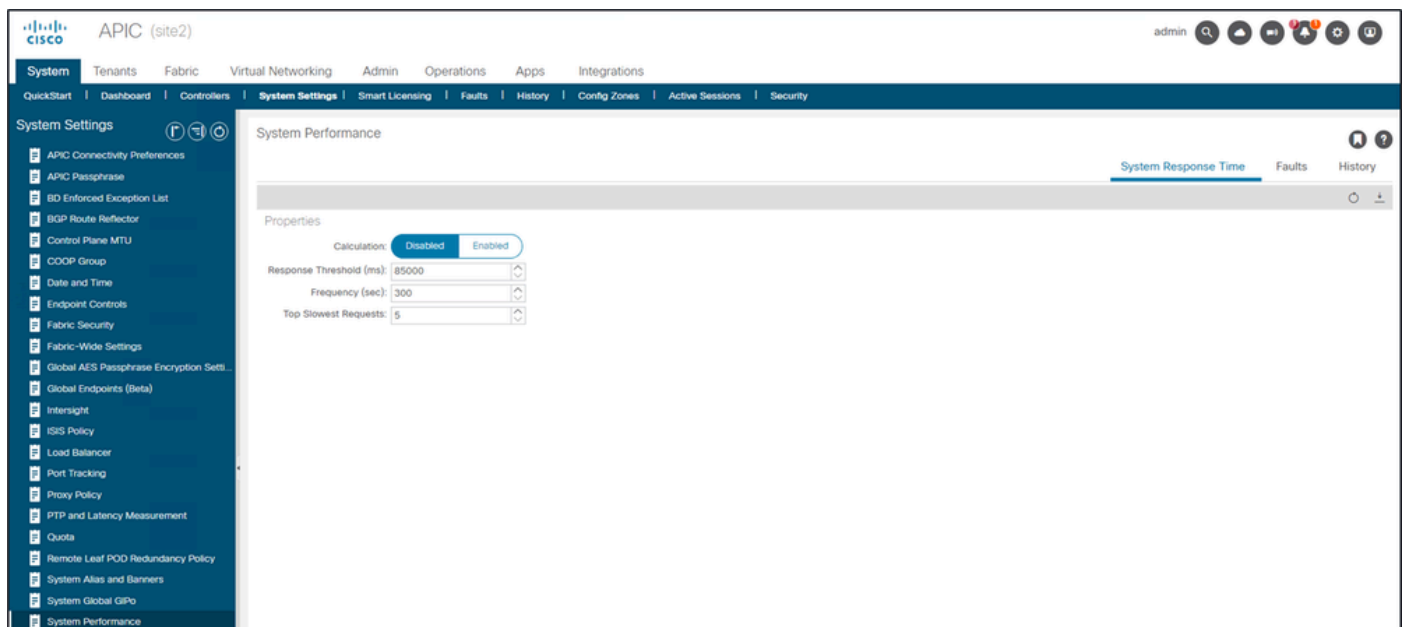 CISCO
APIC (site2)
admin
System Tenants Fabric Virtual Networking Admin Operations Apps Integrations
QuickStart | Dashboard | Controllers | System Settings | Smart Licensing | Faults | History | Config Zones | Active Sessions | Security
System Settings
APIC Connectivity Preferences
APIC Passphrase
BD Enforced Exception List
BGP Route Reflector
Control Plane MTU
COOP Group
Date and Time
Endpoint Controls
Fabric Security
Fabric-Wide Settings
Global AES Passphrase Encryption Setti...
Global Endpoints (Beta)
Intersight
ISIS Policy
Load Balancer
Port Tracking
Proxy Policy
PTP and Latency Measurement
Quota
Remote Leaf POD Redundancy Policy
System Alias and Banners
System Global GIPo
System Performance
System Performance
System Response Time Faults History
Properties
Calculation: Disabled Enabled
Response Threshold (ms): 85000
Frequency (sec): 300
Top Slowest Requests: 5